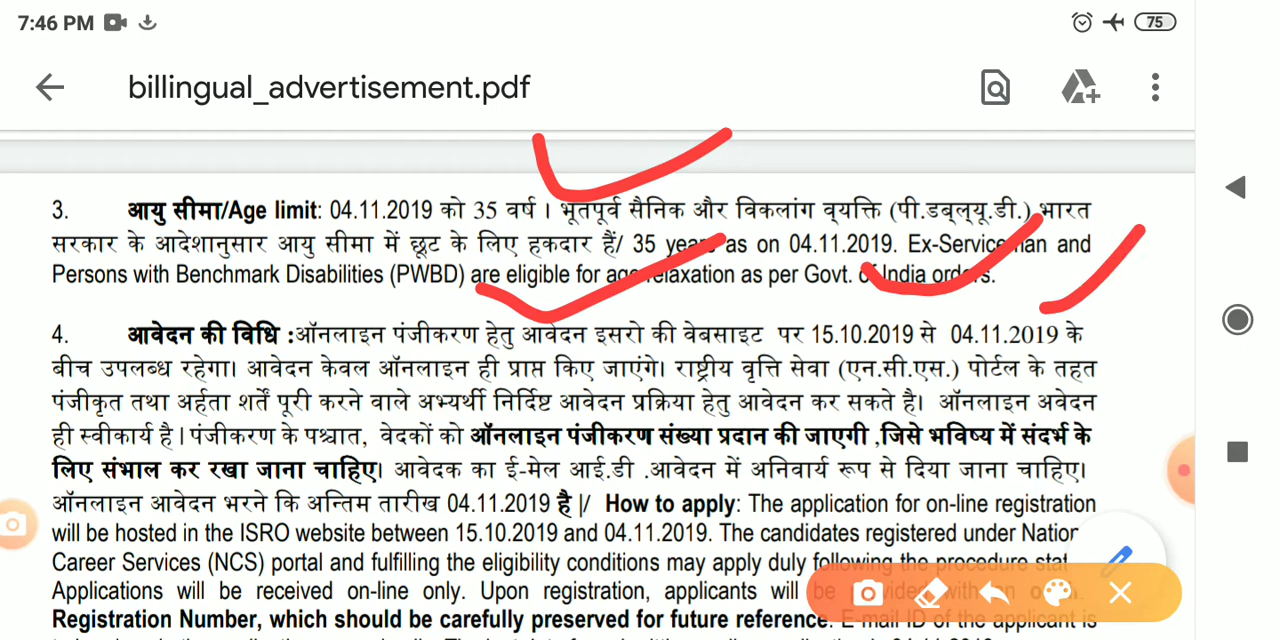 7:46 PM
75
billingual_advertisement.pdf
3. आयु सीमा/Age limit: 04.11.2019 को 35 वर्ष । भूतपूर्व सैनिक और विकलांग व्यक्ति (पी.डब्ल्यू.डी.) भारत
सरकार के आदेशानुसार आयु सीमा में छूट के लिए हकदार हैं/ 35 years as on 04.11.2019. Ex-Serviceman and
Persons with Benchmark Disabilities (PWBD) are eligible for age relaxation as per Govt. of India orders.
4. आवेदन की विधि :ऑनलाइन पंजीकरण हेतु आवेदन इसरो की वेबसाइट पर 15.10.2019 से 04.11.2019 के
बीच उपलब्ध रहेगा। आवेदन केवल ऑनलाइन ही प्राप्त किए जाएंगे। राष्ट्रीय वृत्ति सेवा (एन.सी.एस.) पोर्टल के तहत
पंजीकृत तथा अर्हता शर्तें पूरी करने वाले अभ्यर्थी निर्दिष्ट आवेदन प्रक्रिया हेतु आवेदन कर सकते है। ऑनलाइन अवेदन
ही स्वीकार्य है | पंजीकरण के पश्चात, वेदकों को ऑनलाइन पंजीकरण संख्या प्रदान की जाएगी ,जिसे भविष्य में संदर्भ के
लिए संभाल कर रखा जाना चाहिए। आवेदक का ई-मेल आई.डी .आवेदन में अनिवार्य रूप से दिया जाना चाहिए।
ऑनलाइन आवेदन भरने कि अन्तिम तारीख 04.11.2019 है |/ How to apply: The application for on-line registration
will be hosted in the ISRO website between 15.10.2019 and 04.11.2019. The candidates registered under
Career Services (NCS) portal and fulfilling the eligibility conditions may apply duly following the procedure
Applications will be received on-line only. Upon registration, applicants will be
Registration Number, which should be carefully preserved for future reference. E-mail ID of the applicant is